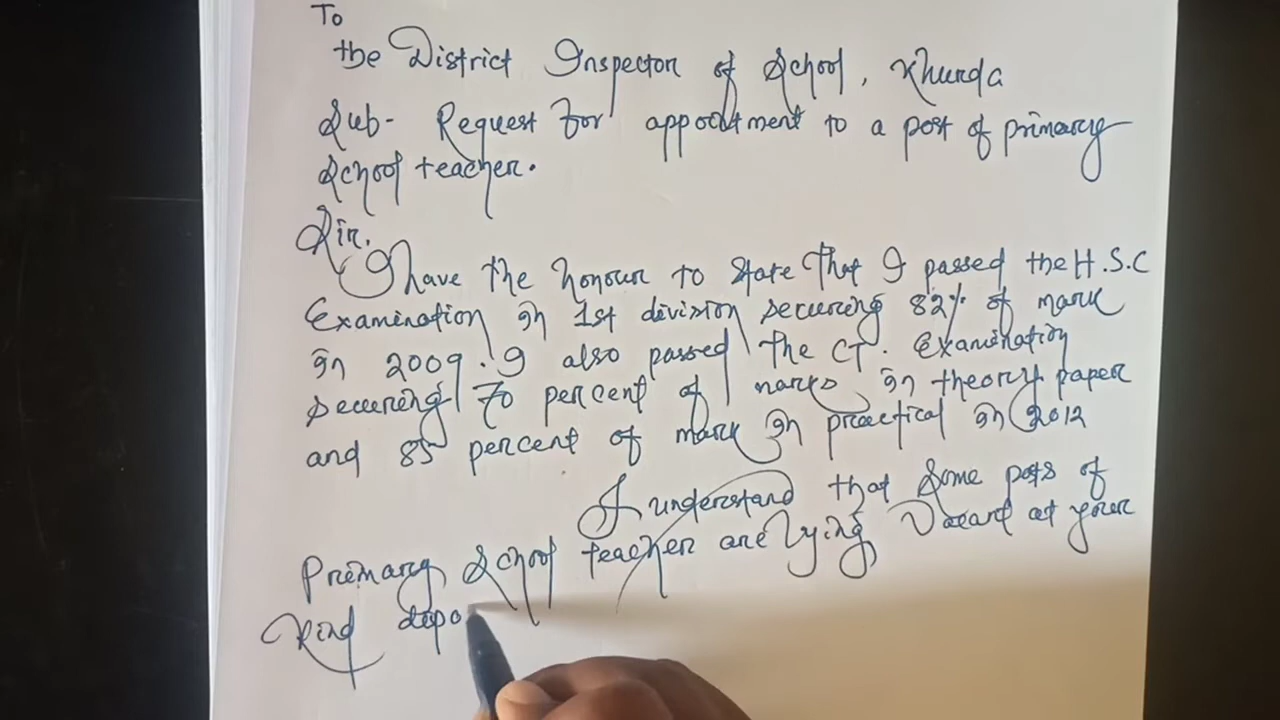 To
the District Inspector of School, Khurda
Sub- Request For appointment to a post of primary
School teacher.
Sir.
I have the honour to state that I passed the H.S.C
Examination in 1st division securing 82% of mark
in 2009. I also passed the CT. Examination
securing 70 percent of marks in theory paper
and 85 percent of mark in practical in 2012
I understand that some posts of
Primary School teacher are lying Vacant at your
Kind depa